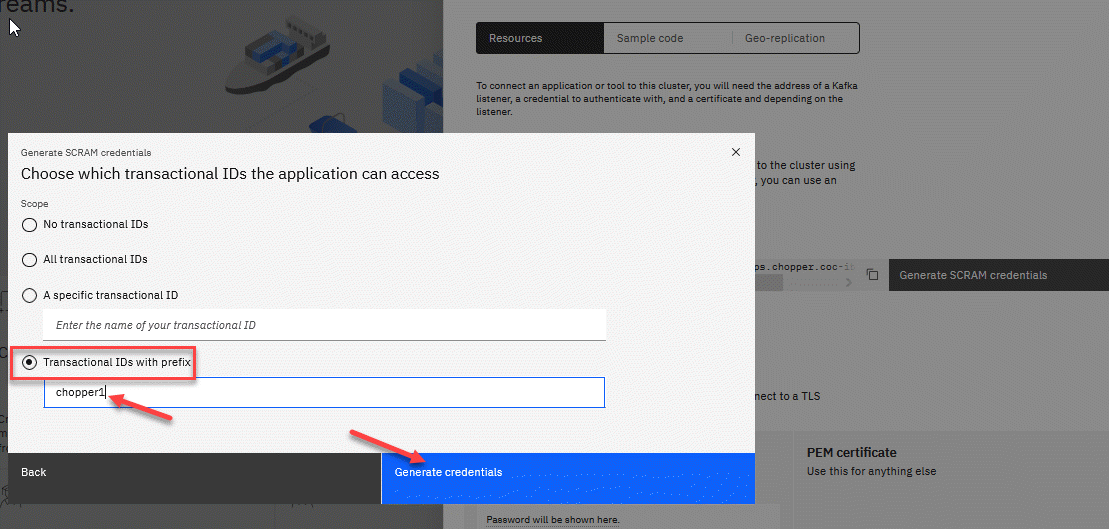 reams.
Resources
Sample code
Geo-replication
To connect an application or tool to this cluster, you will need the address of a Kafka
listener, a credential to authenticate with, and a certificate and depending on the
listener.
Generate SCRAM credentials
Choose which transactional IDs the application can access
Scope
No transactional IDs
All transactional IDs
A specific transactional ID
Enter the name of your transactional ID
Transactional IDs with prefix
chopper1
Back
Generate credentials
to the cluster using
, you can use an
ps.chopper.coc-i
Generate SCRAM credentials
nect to a TLS
PEM certificate
Use this for anything else
Password will be shown here.